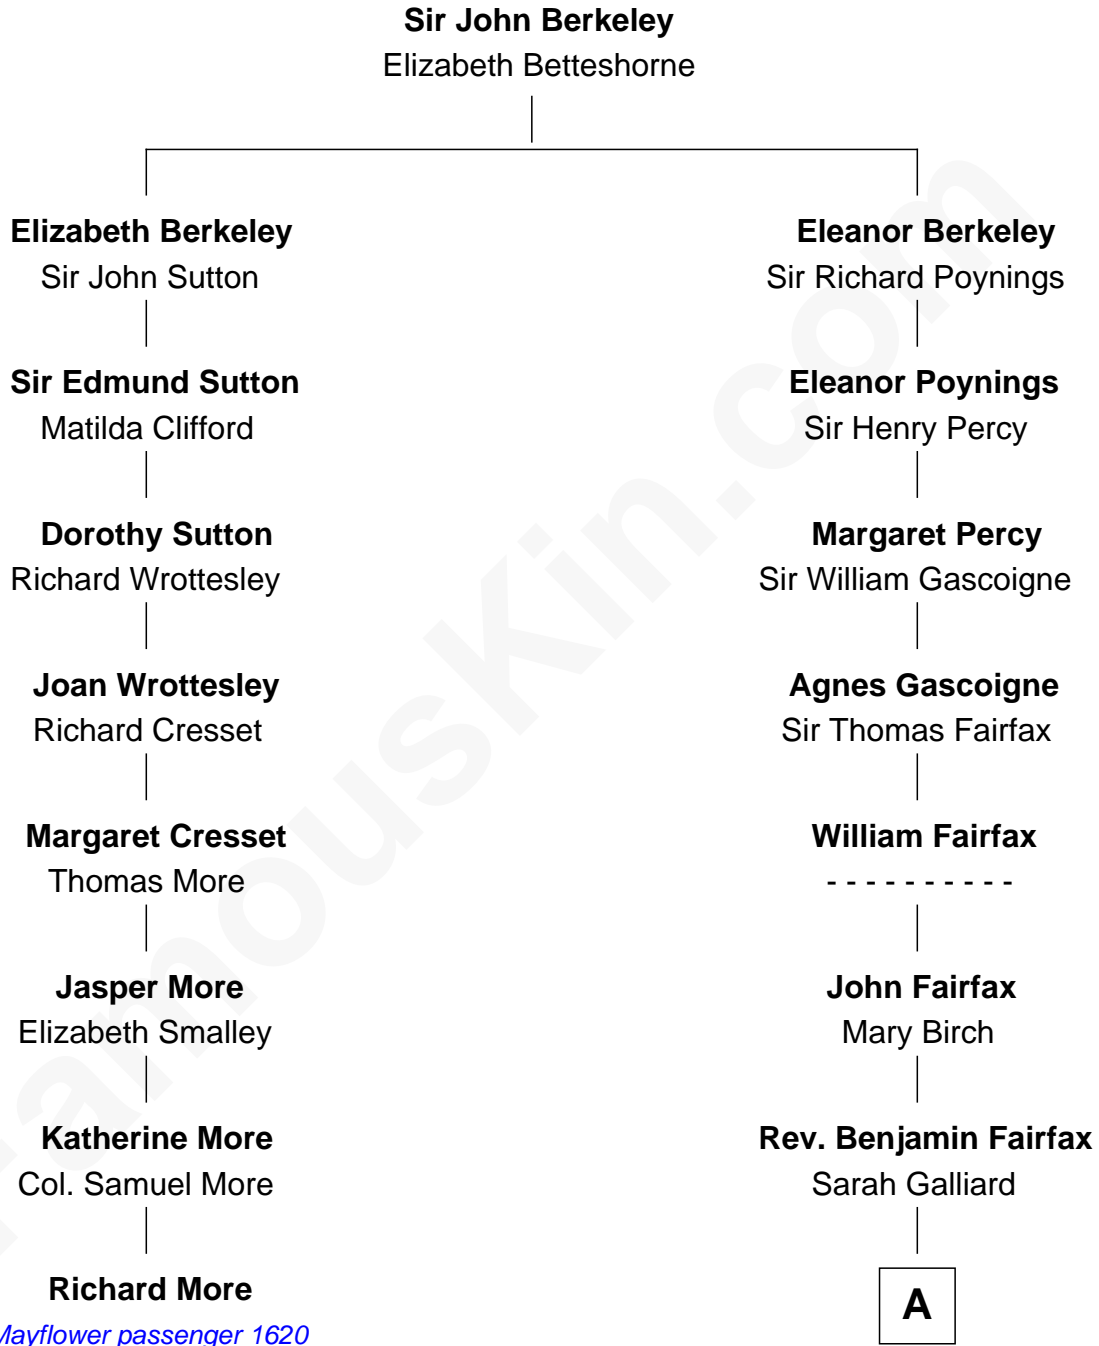 Sir John Berkeley
Elizabeth Betteshorne
Elizabeth Berkeley
Sir John Sutton
Sir Edmund Sutton
Matilda Clifford
Dorothy Sutton
Richard Wrottesley
Joan Wrottesley
Richard Cresset
Margaret Cresset
Thomas More
Jasper More
Elizabeth Smalley
Katherine More
Col. Samuel More
Richard More
Mayflower passenger 1620
Eleanor Berkeley
Sir Richard Poynings
Eleanor Poynings
Sir Henry Percy
Margaret Percy
Sir William Gascoigne
Agnes Gascoigne
Sir Thomas Fairfax
William Fairfax
- - - - - - - - - -
John Fairfax
Mary Birch
Rev. Benjamin Fairfax
Sarah Galliard
A
FamousKin.com